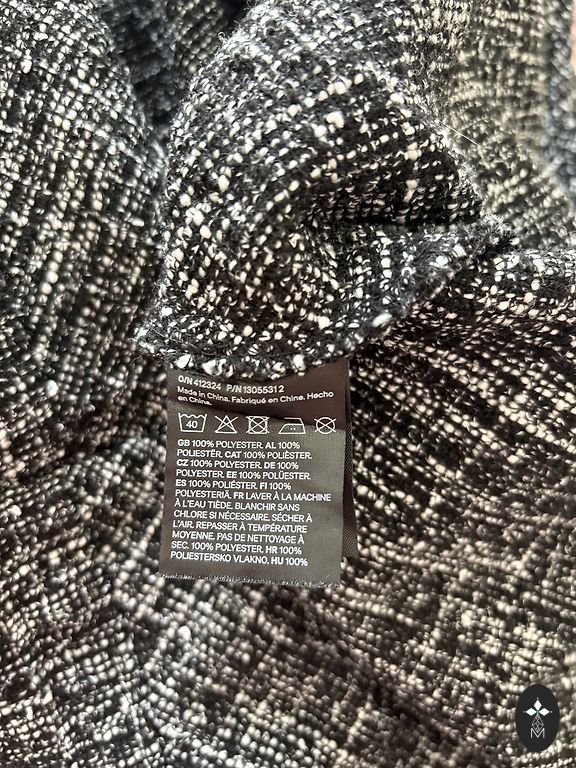 O/N 412324 P/N 13055312
Made in China. Fabriqué en Chine. Hecho
en China.
40
GB 100% POLYESTER. AL 100%
POLIESTËR. CAT 100% POLIÈSTER.
CZ 100% POLYESTER. DE 100%
POLYESTER. EE 100% POLÜESTER.
ES 100% POLIÉSTER. FI 100%
POLYESTERIÄ. FR LAVER À LA MACHINE
À L'EAU TIÈDE. BLANCHIR SANS
CHLORE SI NÉCESSAIRE. SÉCHER À
L'AIR. REPASSER À TEMPÉRATURE
MOYENNE. PAS DE NETTOYAGE À
SEC. 100% POLYESTER. HR 100%
POLIESTERSKO VLAKNO. HU 100%
M